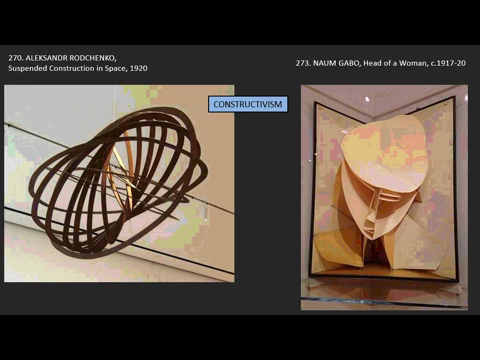 270. ALEKSANDR RODCHENKO,
Suspended Construction in Space, 1920
273. NAUM GABO, Head of a Woman, c.1917-20
CONSTRUCTIVISM